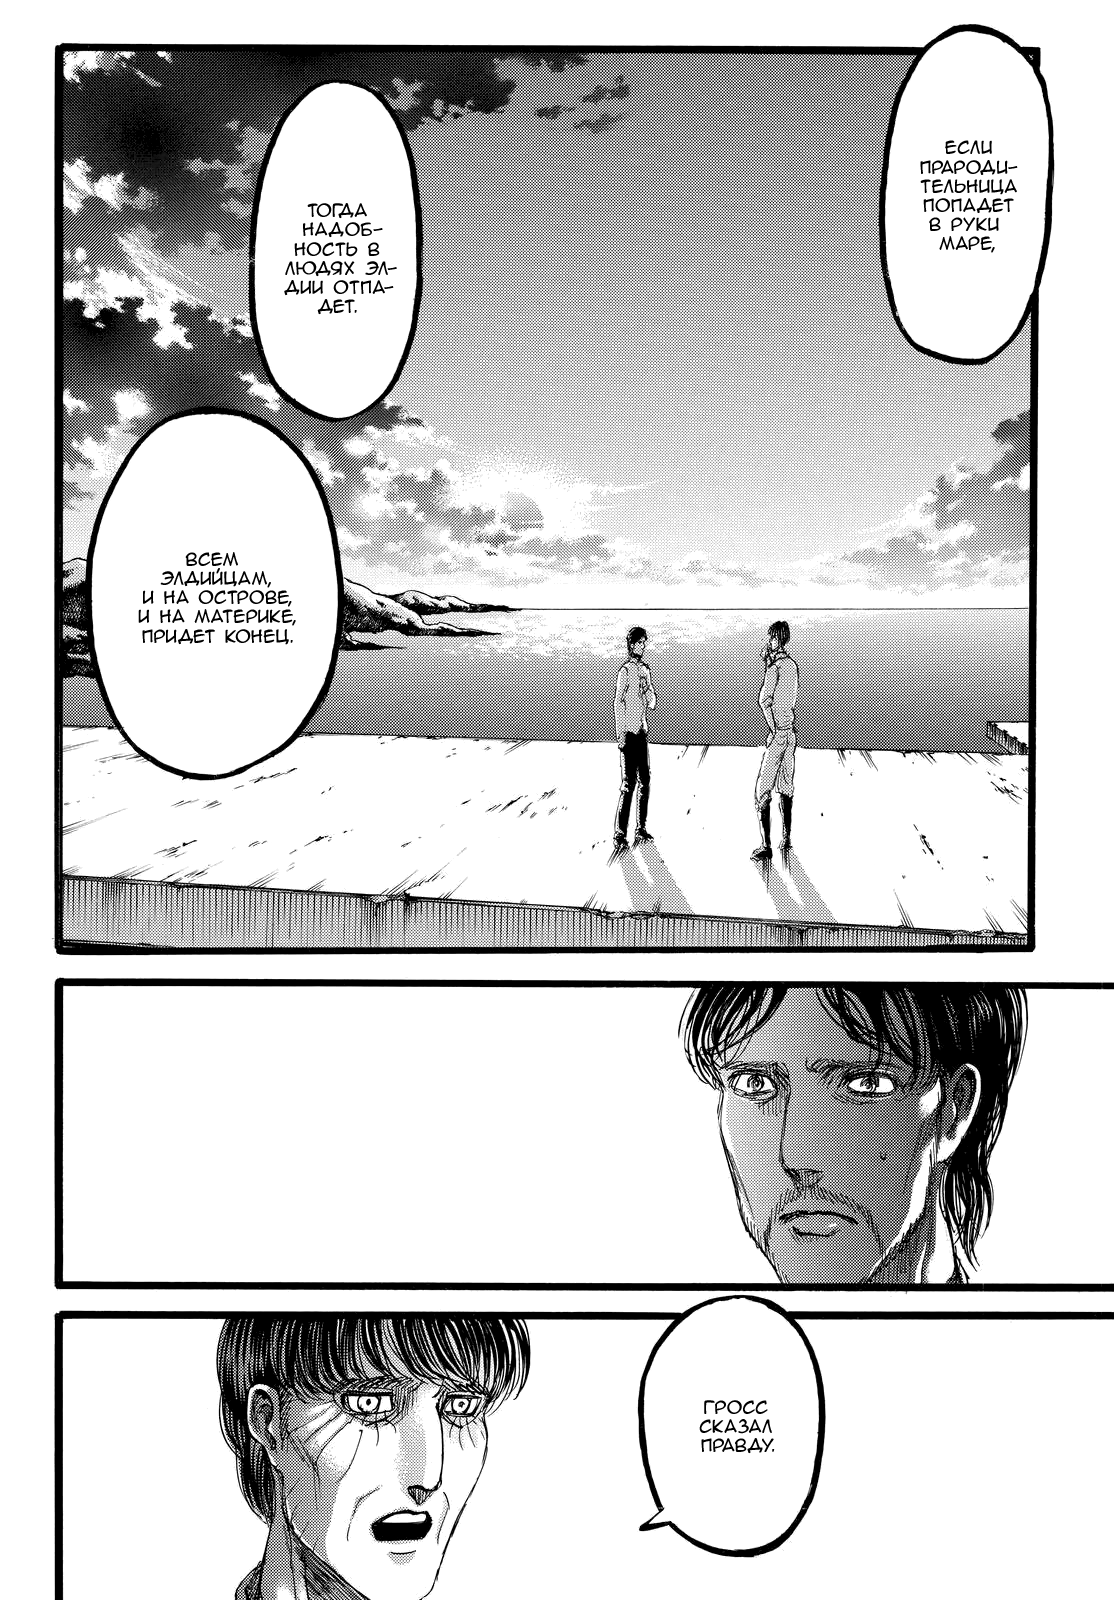 ЕСЛИ
ПРАРОДИ-
ТЕЛЬНИЦА
ПОПАДЕТ
В РУКИ
МАРЕ,
ТОГДА
НАДОБ-
НОСТЬ В
ЛЮДЯХ ЭЛ-
ДИИ ОТПА-
ДЕТ.
ВСЕМ
ЭЛДИЙЦАМ,
И НА ОСТРОВЕ,
И НА МАТЕРИКЕ,
ПРИДЕТ КОНЕЦ.
ГРОСС
СКАЗАЛ
ПРАВДУ.